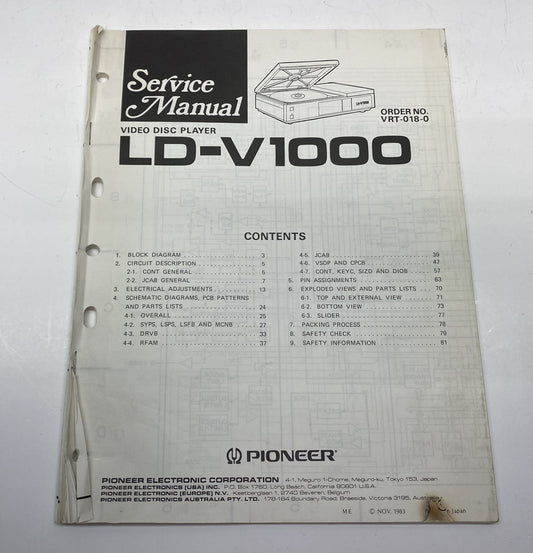 Service
Manual
ORDER NO.
VRT-018-0
VIDEO DISC PLAYER
LD-V1000
CONTENTS
1. BLOCK DIAGRAM 3
2. CIRCUIT DESCRIPTION 5
2-1. CONT GENERAL 5
2-2. JCAB GENERAL 7
3. ELECTRICAL ADJUSTMENTS 13
4. SCHEMATIC DIAGRAMS, PCB PATTERNS
AND PARTS LISTS 24
4-1. OVERALL 25
4-2. SYPS, LSPS, LSFB AND MCNB 27
4-3. DRVB 33
4-4. RFAM 37
4-5. JCAB 39
4-6. VSOP AND CPCB 47
4-7. CONT, KEYC, SIZD AND DIOB 57
5. PIN ASSIGNMENTS 63
6. EXPLODED VIEWS AND PARTS LISTS 70
6-1. TOP AND EXTERNAL VIEW 71
6-2. BOTTOM VIEW 73
6-3. SLIDER 77
7. PACKING PROCESS 78
8. SAFETY CHECK 79
9. SAFETY INFORMATION 81
PIONEER
PIONEER ELECTRONIC CORPORATION 4-1, Meguro 1-Chome, Meguro-ku, Tokyo 153, Japan
PIONEER ELECTRONICS (USA) INC. P.O. Box 1760, Long Beach, California 90801 U.S.A.
PIONEER ELECTRONIC (EUROPE) N.V. Keetberglaan 1, 2740 Beveren, Belgium
PIONEER ELECTRONICS AUSTRALIA PTY. LTD. 178-184 Boundary Road, Braeside, Victoria 3195,
ME © NOV. 1983 Japan